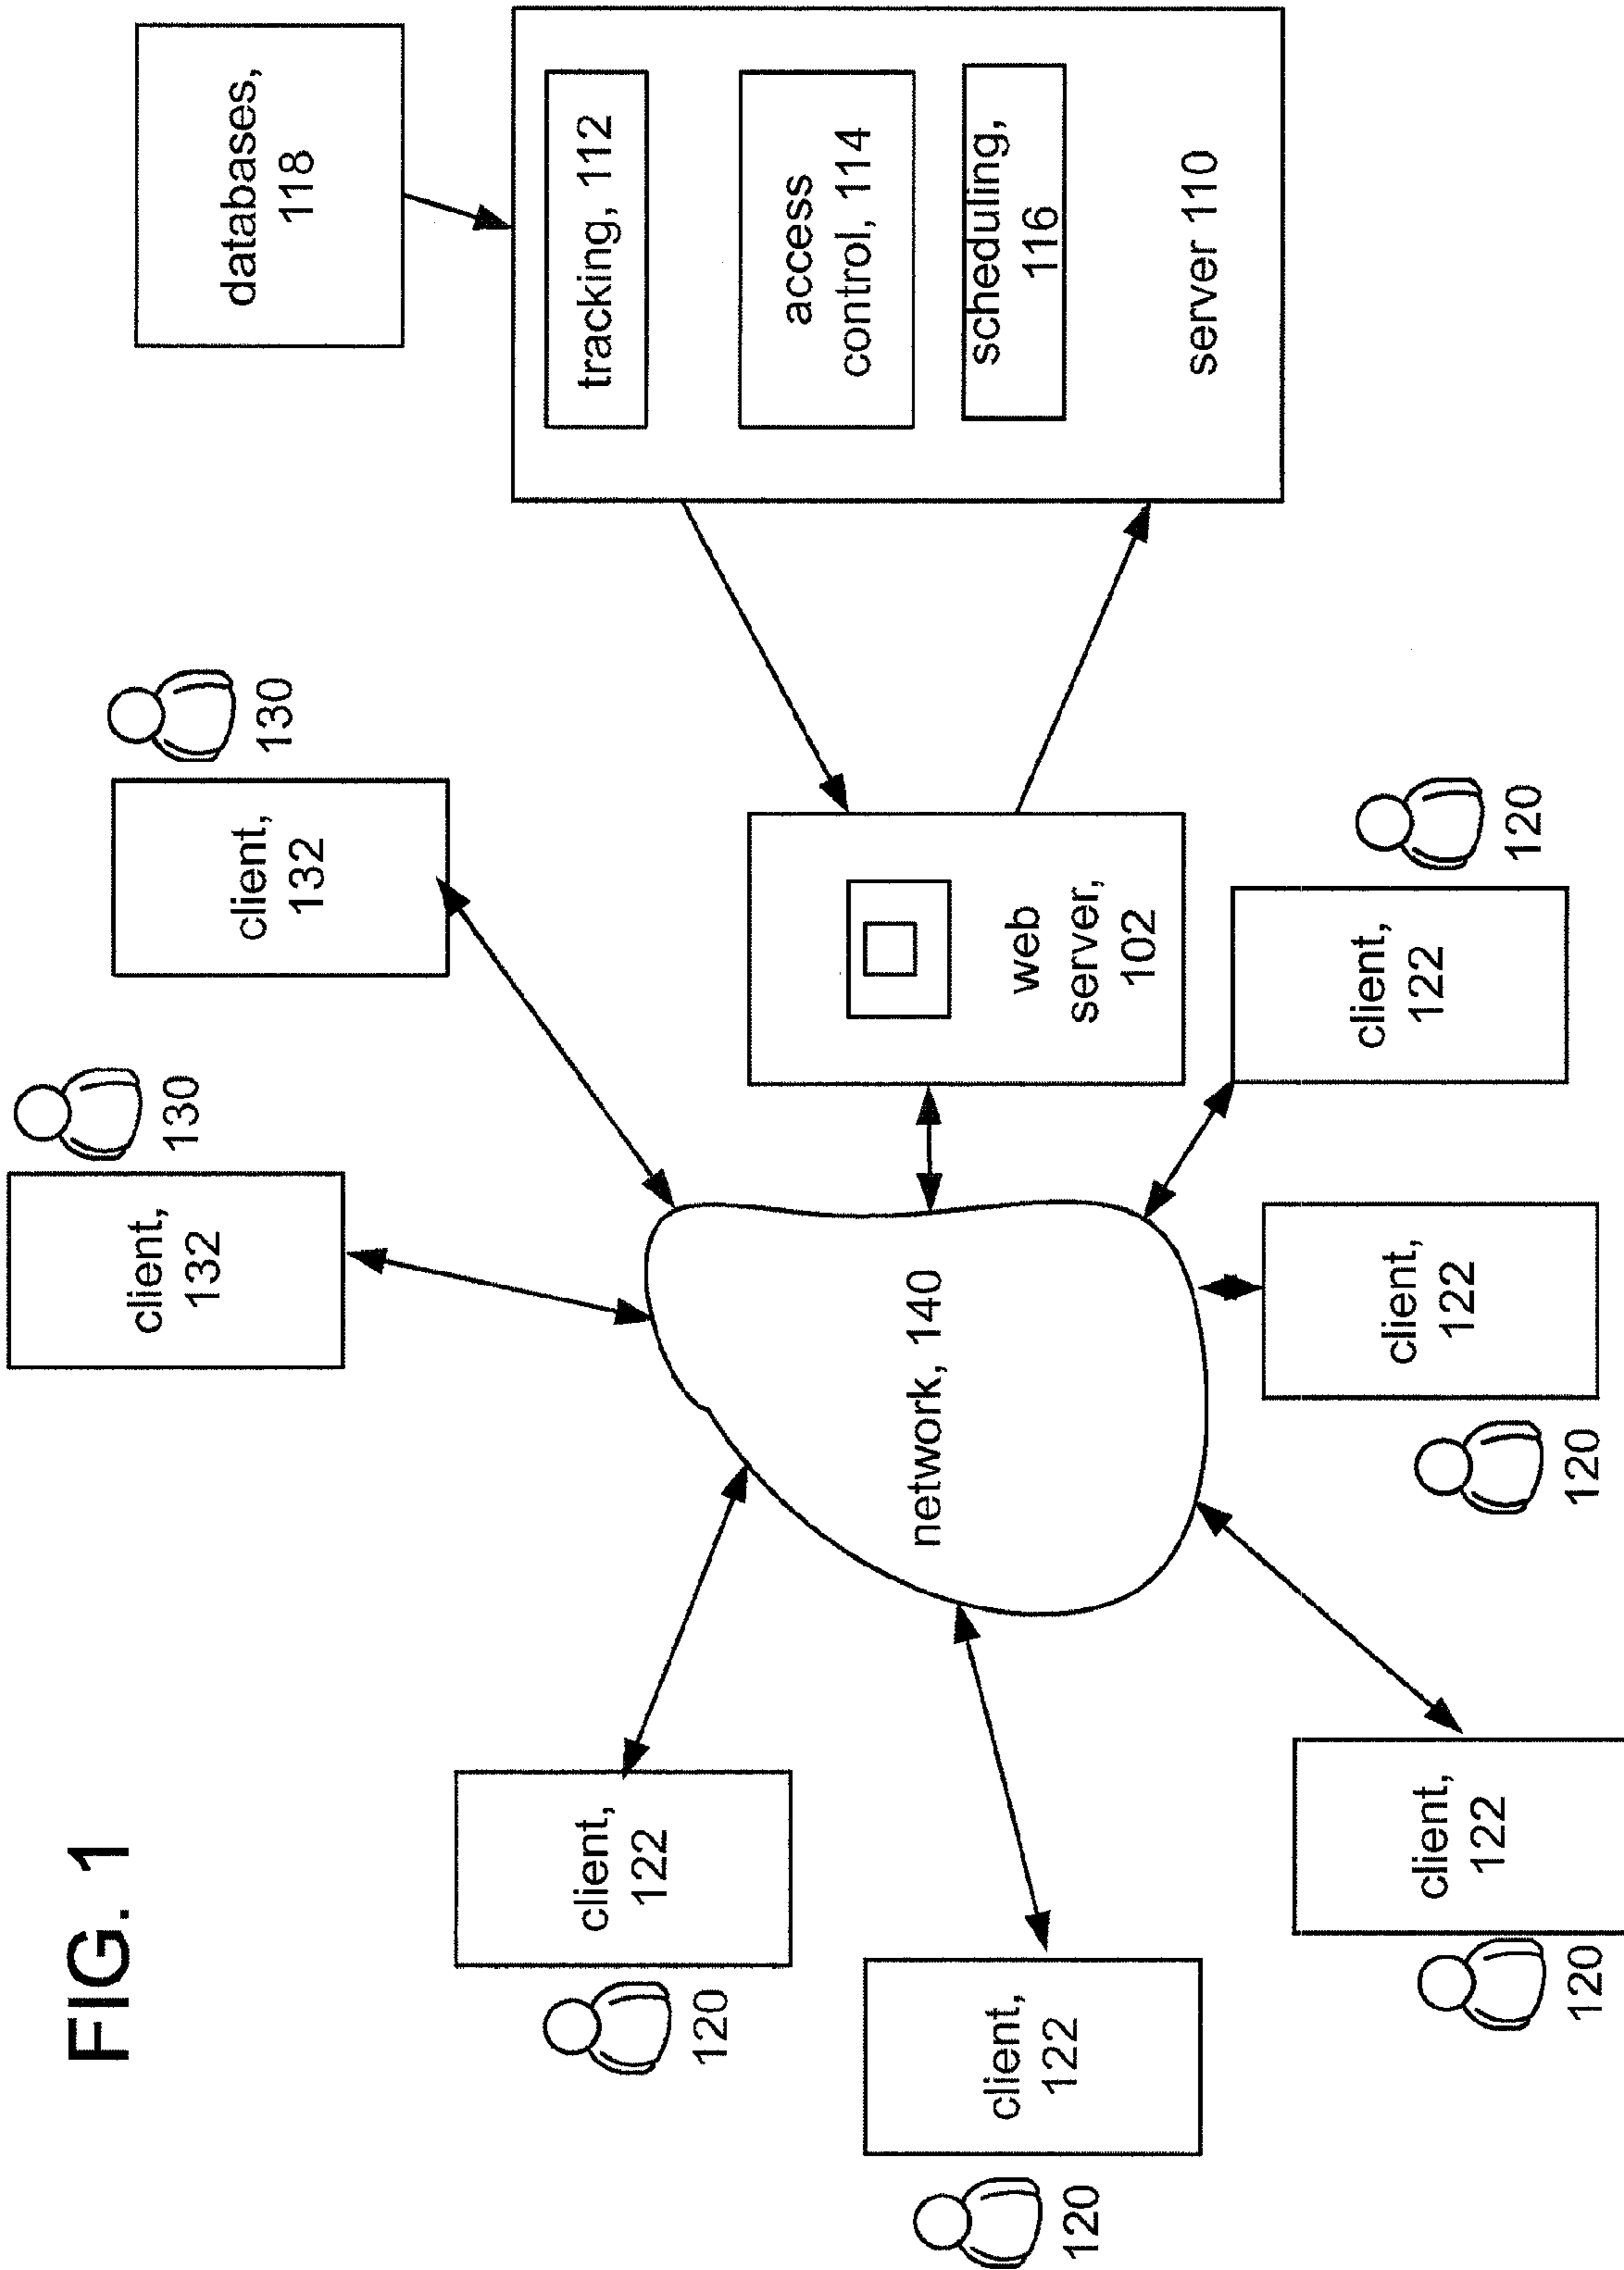 FIG. 1
client,
132
130
client,
132
130
databases,
118
tracking, 112
access
control, 114
scheduling,
116
server 110
client,
122
120
network, 140
web
server,
102
client,
122
120
client,
122
120
client,
122
120
client,
122
120